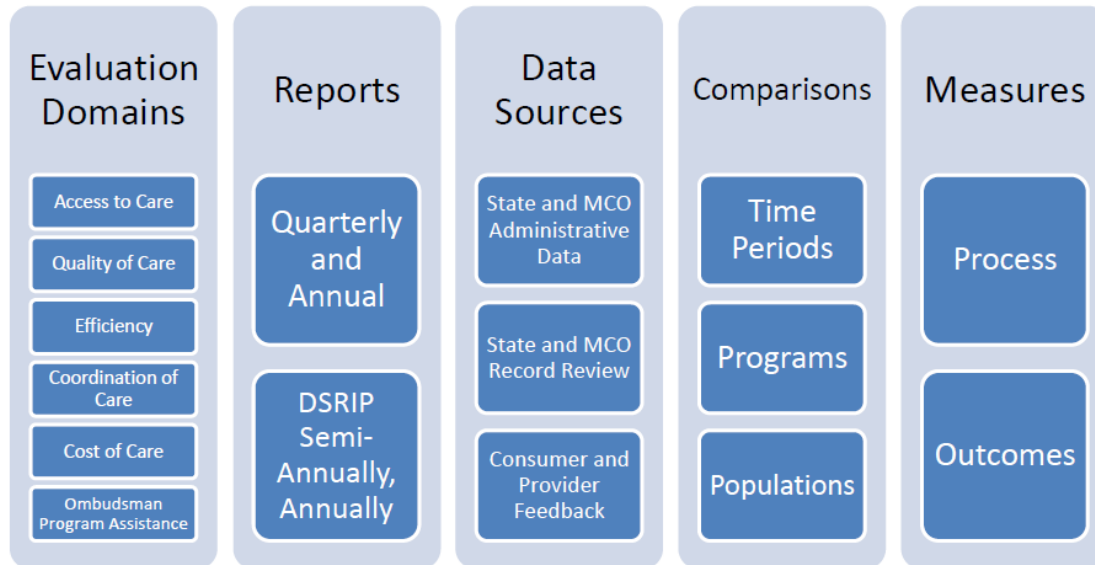 Evaluation
Domains
Access to Care
Quality of Care
Efficiency
Coordination of
Care
Cost of Care
Ombudsman
Program Assistance
Reports
Quarterly
and
Annual
DSRIP
Semi-
Annually,
Annually
Data
Sources
State and MCO
Administrative
Data
State and MCO
Record Review
Consumer and
Provider
Feedback
Comparisons
Time
Periods
Programs
Populations
Measures
Process
Outcomes